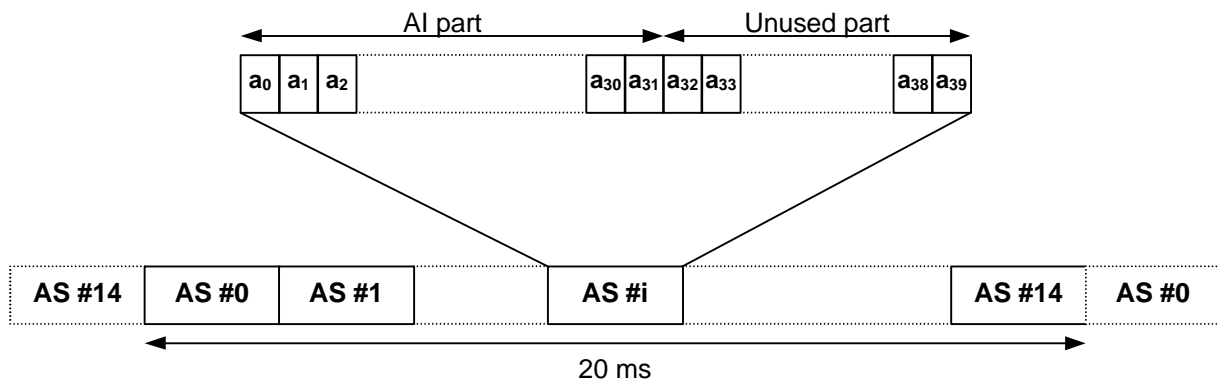 AI part Unused part
a₀ a₁ a₂ a₃₀ a₃₁ a₃₂ a₃₃ a₃₈ a₃₉
AS #14 AS #0 AS #1 AS #i AS #14 AS #0
20 ms